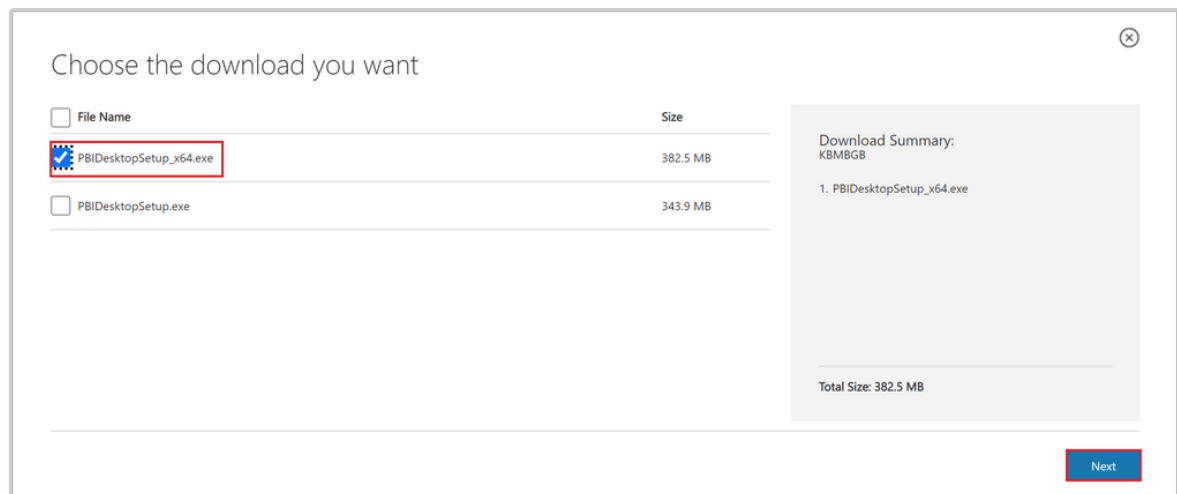 Choose the download you want
File Name Size
PBIDesktopSetup_x64.exe 382.5 MB
PBIDesktopSetup.exe 343.9 MB
Download Summary:
KBMBGB
1. PBIDesktopSetup_x64.exe
Total Size: 382.5 MB
Next